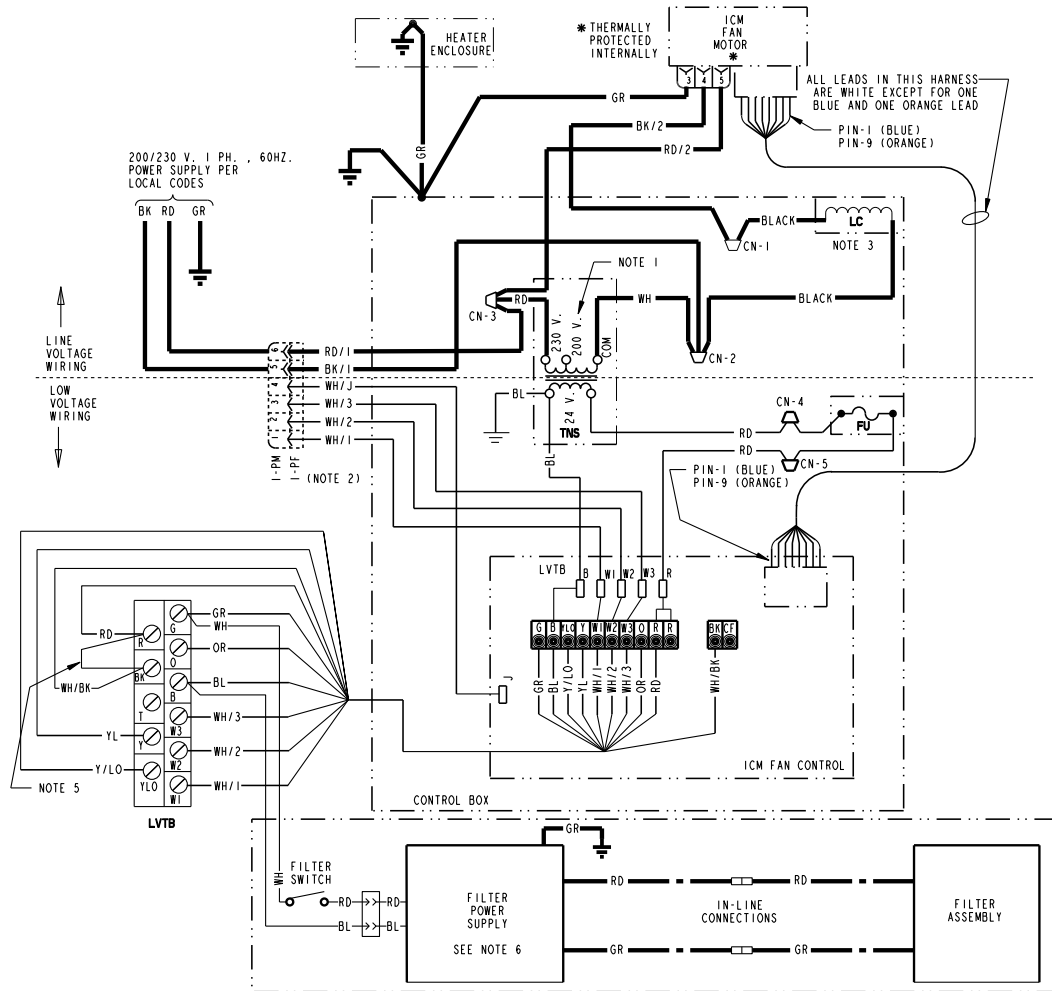 HEATER
ENCLOSURE
* THERMALLY
PROTECTED
INTERNALLY
ICM
FAN
MOTOR
*
3 4 5
ALL LEADS IN THIS HARNESS
ARE WHITE EXCEPT FOR ONE
BLUE AND ONE ORANGE LEAD
PIN-1 (BLUE)
PIN-9 (ORANGE)
GR
BK/2
RD/2
GR
200/230 V. 1 PH. , 60HZ.
POWER SUPPLY PER
LOCAL CODES
BK RD GR
BLACK
LC
CN-1
NOTE 3
NOTE 1
RD
CN-3
WH
BLACK
230 V.
200 V.
COM
CN-2
LINE
VOLTAGE
WIRING
LOW
VOLTAGE
WIRING
6
5
4
3
2
1
RD/1
BK/1
WH/J
WH/3
WH/2
WH/1
1-PM
1-PF
(NOTE 2)
BL
24 V.
TNS
BL
CN-4
RD
FU
RD
CN-5
PIN-1 (BLUE)
PIN-9 (ORANGE)
LVTB
B W1 W2 W3 R
G B YLO Y W1 W2 W3 O R R
BK CF
GR
BL
Y/LO
YL
WH/1
WH/2
WH/3
OR
RD
WH/BK
J
ICM FAN CONTROL
CONTROL BOX
GR
WH
G
RD
R
OR
O
WH/BK
BK
BL
B
T
WH/3
W3
YL
Y
WH/2
W2
Y/LO
YLO
WH/1
W1
NOTE 5
LVTB
GR
WH
FILTER
SWITCH
RD RD
BL BL
FILTER
POWER
SUPPLY
SEE NOTE 6
RD RD
IN-LINE
CONNECTIONS
GR GR
FILTER
ASSEMBLY